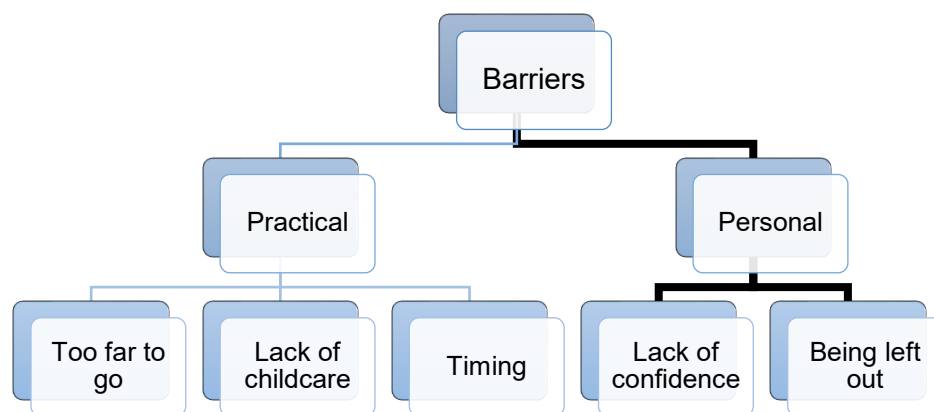 Barriers
Practical
Personal
Too far to
go
Lack of
childcare
Timing
Lack of
confidence
Being left
out